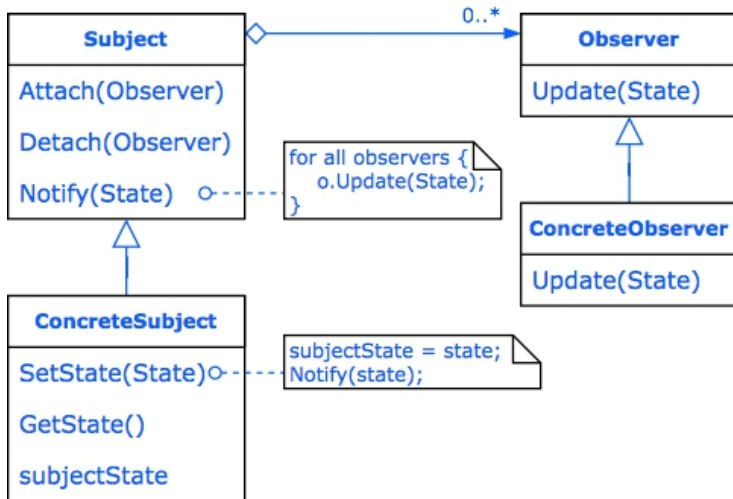 Subject
0..*
Observer
Attach(Observer)
Detach(Observer)
Notify(State)
for all observers {
o.Update(State);
}
Update(State)
ConcreteObserver
Update(State)
ConcreteSubject
SetState(State)
GetState()
subjectState
subjectState = state;
Notify(state);